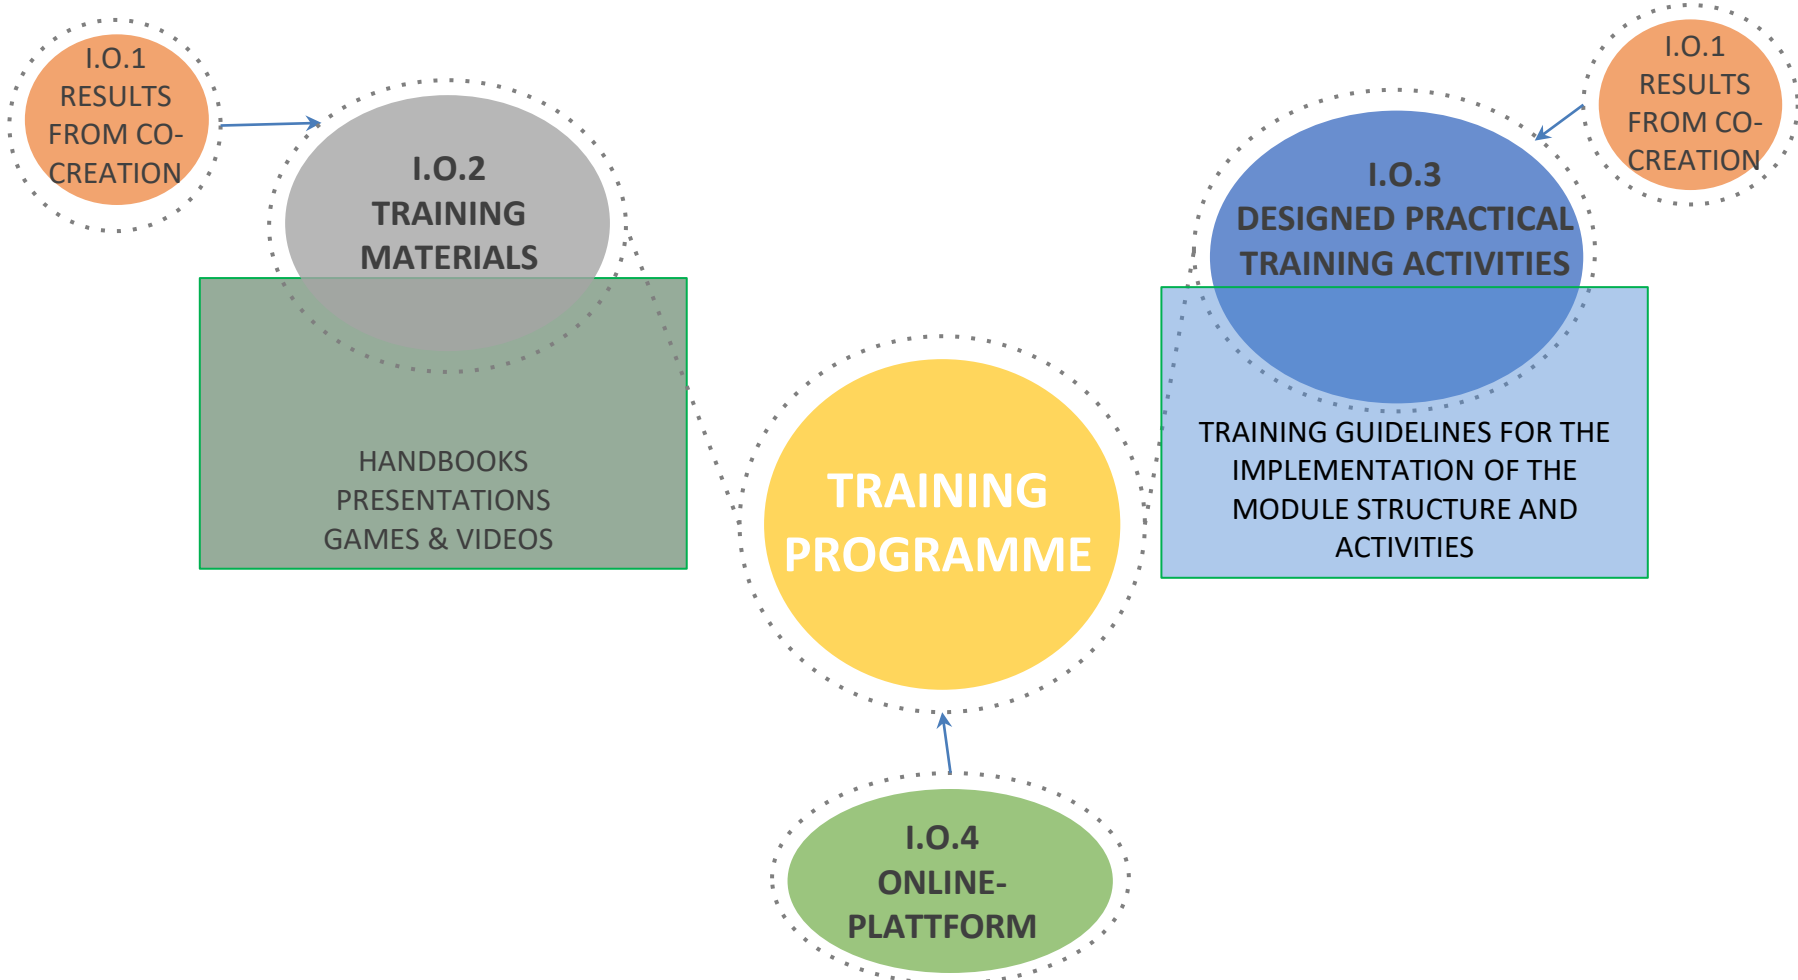 I.O.1
RESULTS
FROM CO-
CREATION
I.O.2
TRAINING
MATERIALS
HANDBOOKS
PRESENTATIONS
GAMES & VIDEOS
TRAINING
PROGRAMME
I.O.4
ONLINE-
PLATTFORM
I.O.3
DESIGNED PRACTICAL
TRAINING ACTIVITIES
TRAINING GUIDELINES FOR THE
IMPLEMENTATION OF THE
MODULE STRUCTURE AND
ACTIVITIES
I.O.1
RESULTS
FROM CO-
CREATION